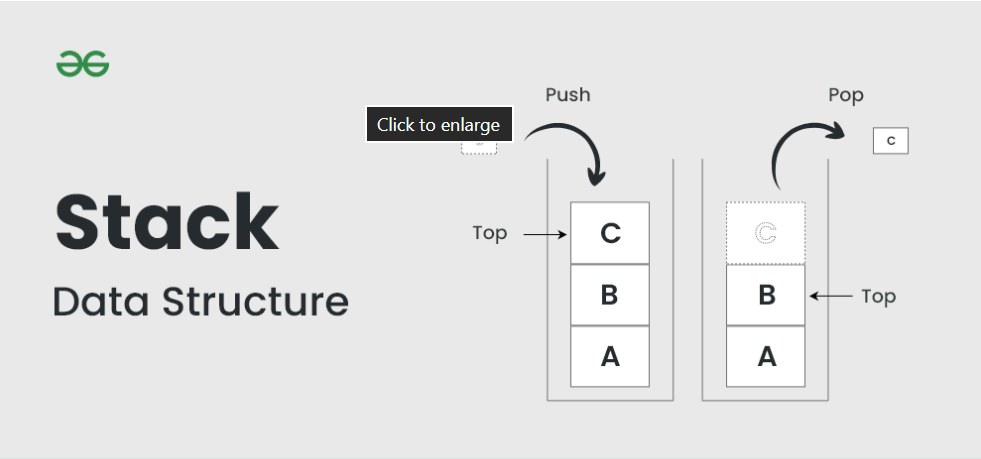 Push
Pop
Click to enlarge
C
Stack
Data Structure
Top
C
C
B
B
Top
A
A